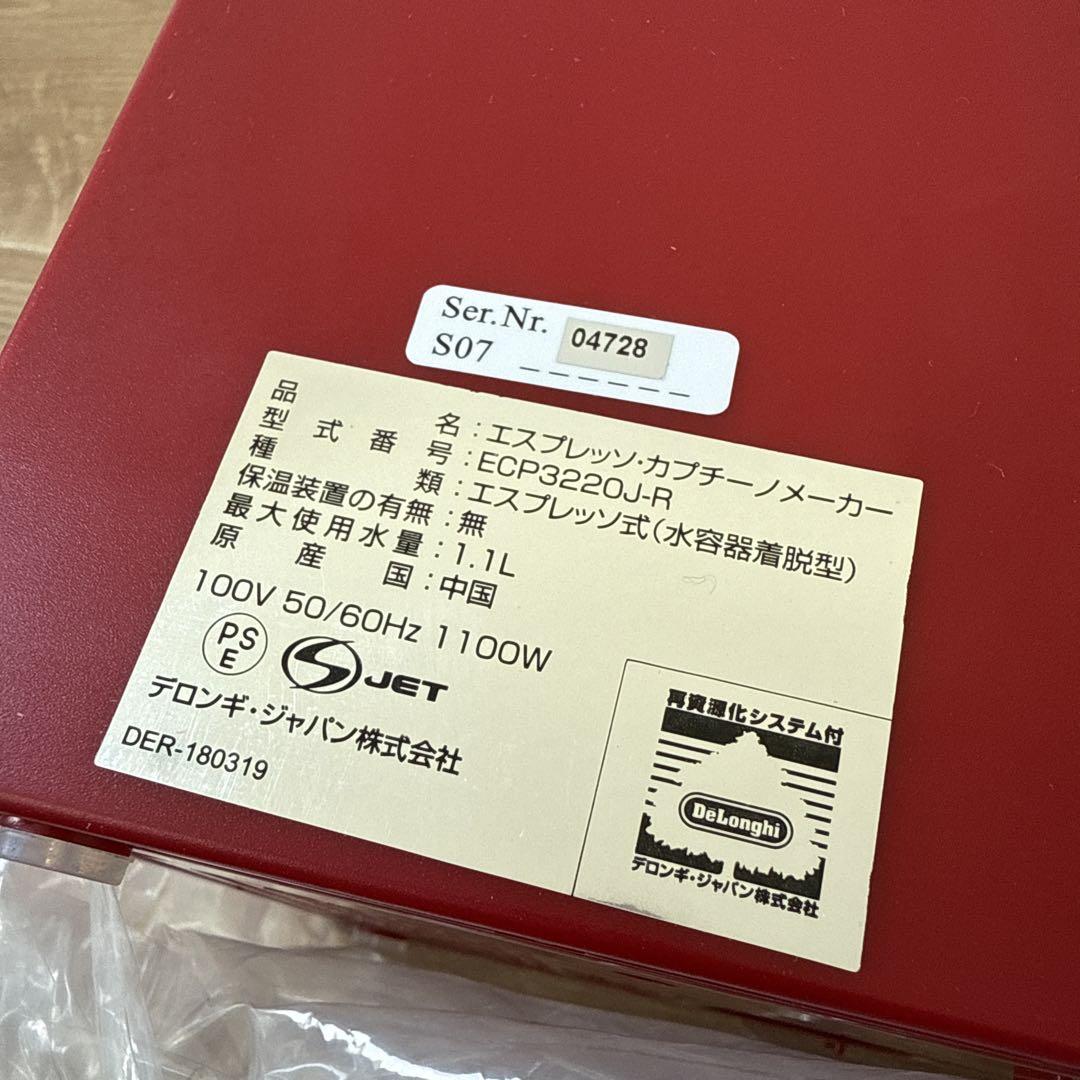 Ser.Nr.
S07 04728
品名：エスプレッソ・カプチーノメーカー
型式番号：ECP3220J-R
種類：エスプレッソ式(水容器着脱型)
保温装置の有無：無
最大使用水量：1.1L
原産国：中国
100V 50/60Hz 1100W
PSE JET
デロンギ・ジャパン株式会社
DER-180319
再資源化システム付
DeLonghi
デロンギ・ジャパン株式会社